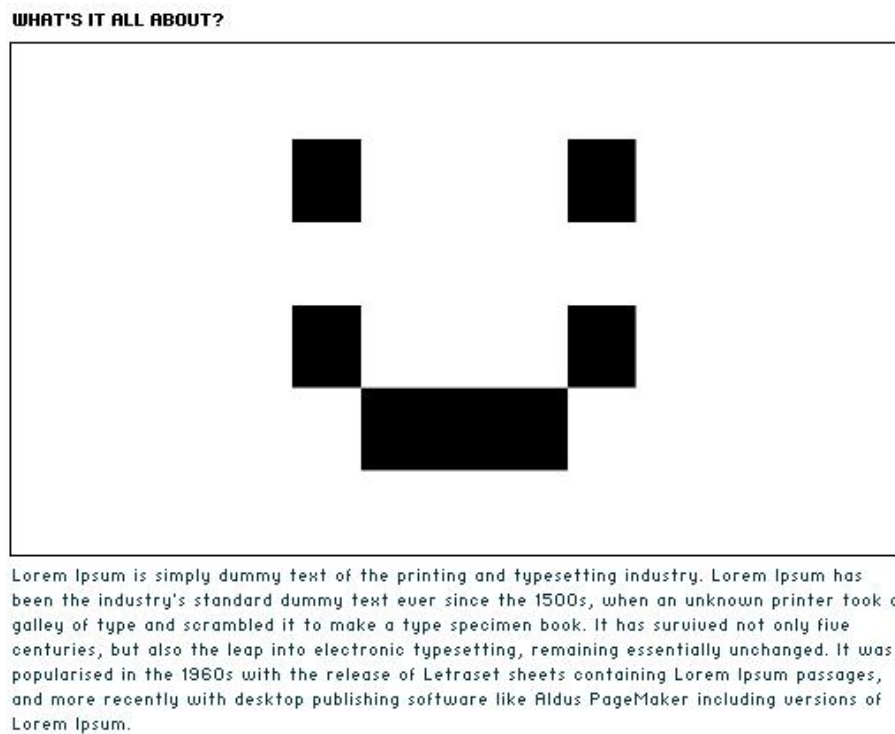 WHAT'S IT ALL ABOUT?
Lorem Ipsum is simply dummy text of the printing and typesetting industry. Lorem Ipsum has
been the industry's standard dummy text ever since the 1500s, when an unknown printer took a
galley of type and scrambled it to make a type specimen book. It has survived not only five
centuries, but also the leap into electronic typesetting, remaining essentially unchanged. It was
popularised in the 1960s with the release of Letraset sheets containing Lorem Ipsum passages,
and more recently with desktop publishing software like Aldus PageMaker including versions of
Lorem Ipsum.